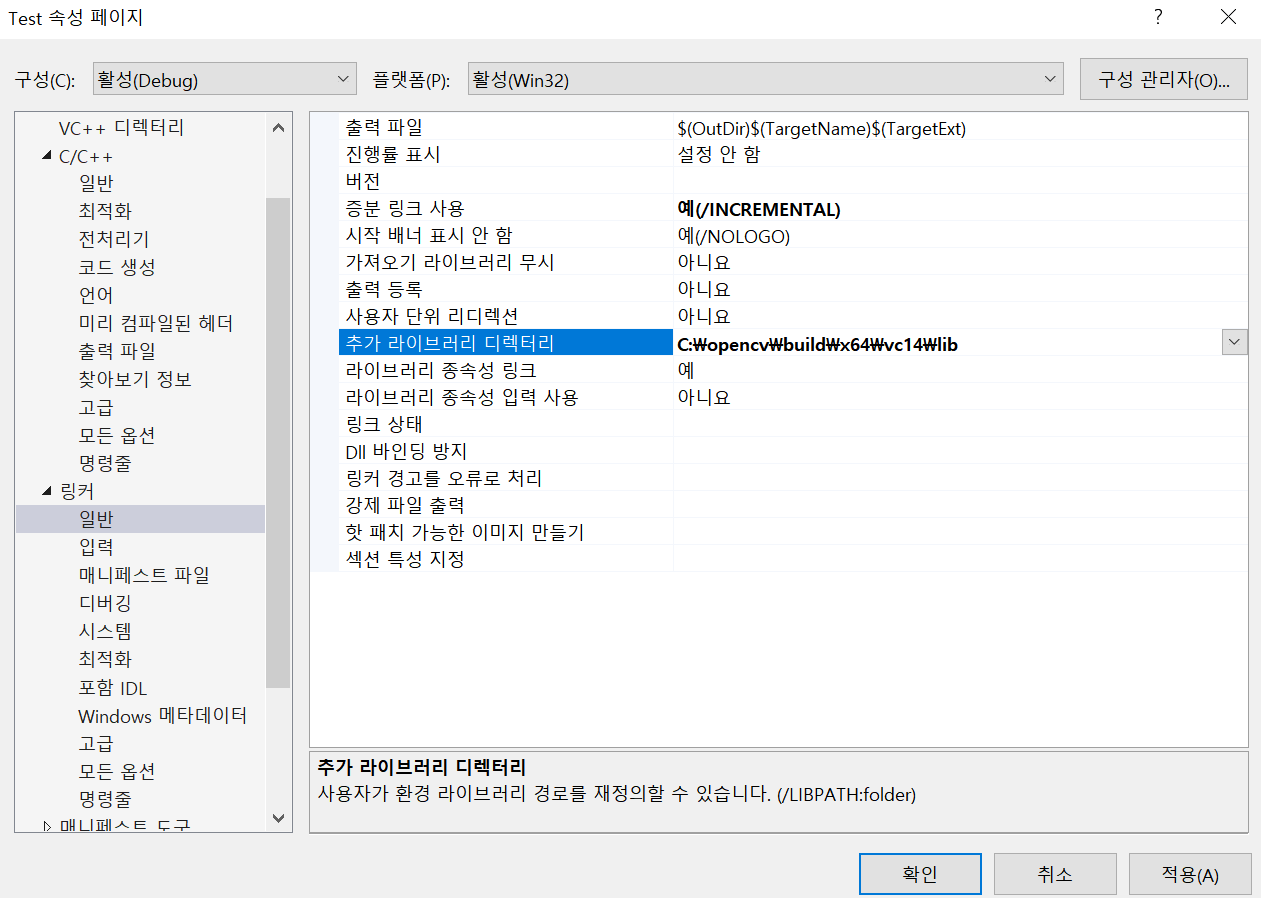 Test 속성 페이지
구성(C): 활성(Debug) 플랫폼(P): 활성(Win32) 구성 관리자(O)...
VC++ 디렉터리
C/C++
일반
최적화
전처리기
코드 생성
언어
미리 컴파일된 헤더
출력 파일
찾아보기 정보
고급
모든 옵션
명령줄
링커
일반
입력
매니페스트 파일
디버깅
시스템
최적화
포함 IDL
Windows 메타데이터
고급
모든 옵션
명령줄
매니페스트 도구
출력 파일 $(OutDir)$(TargetName)$(TargetExt)
진행률 표시 설정 안 함
버전
증분 링크 사용 예(/INCREMENTAL)
시작 배너 표시 안 함 예(/NOLOGO)
가져오기 라이브러리 무시 아니요
출력 등록 아니요
사용자 단위 리디렉션 아니요
추가 라이브러리 디렉터리 C:₩opencv₩build₩x64₩vc14₩lib
라이브러리 종속성 링크 예
라이브러리 종속성 입력 사용 아니요
링크 상태
Dll 바인딩 방지
링커 경고를 오류로 처리
강제 파일 출력
핫 패치 가능한 이미지 만들기
섹션 특성 지정
추가 라이브러리 디렉터리
사용자가 환경 라이브러리 경로를 재정의할 수 있습니다. (/LIBPATH:folder)
확인 취소 적용(A)